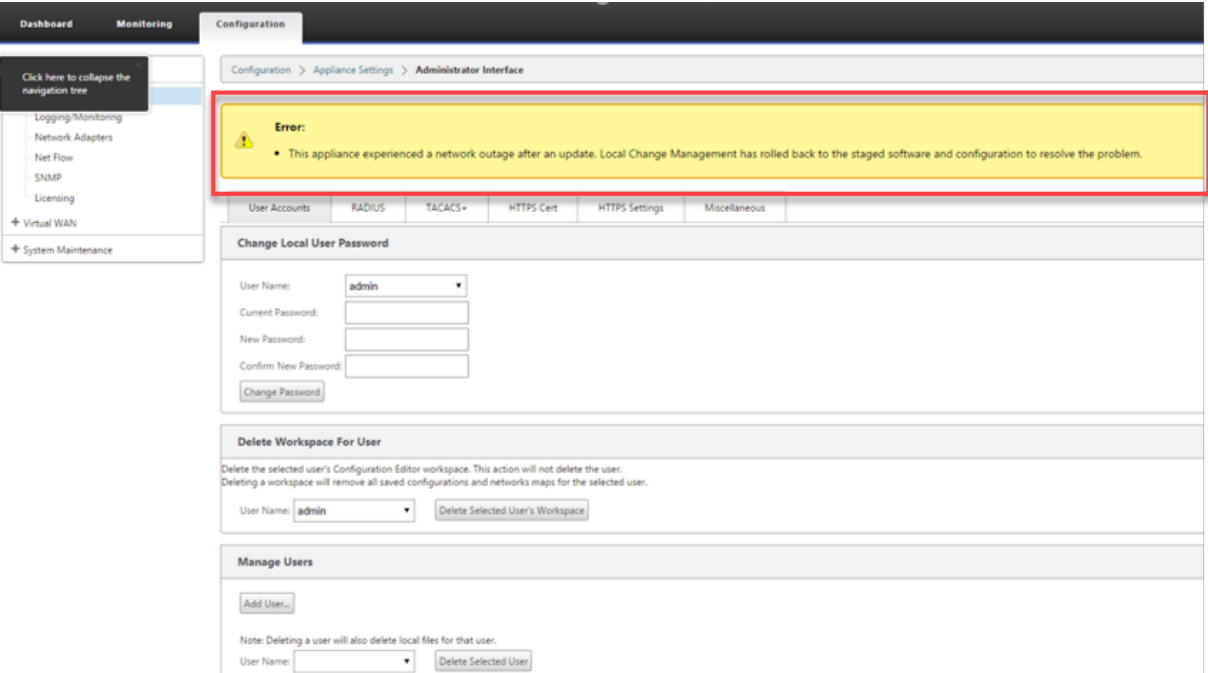 Dashboard Monitoring Configuration
Click here to collapse the
navigation tree
Configuration > Appliance Settings > Administrator Interface
Error:
• This appliance experienced a network outage after an update. Local Change Management has rolled back to the staged software and configuration to resolve the problem.
Logging/Monitoring
Network Adapters
Net Flow
SNMP
Licensing
+ Virtual WAN
+ System Maintenance
User Accounts RADIUS TACACS+ HTTPS Cert HTTPS Settings Miscellaneous
Change Local User Password
User Name: admin
Current Password:
New Password:
Confirm New Password:
Change Password
Delete Workspace For User
Delete the selected user's Configuration Editor workspace. This action will not delete the user.
Deleting a workspace will remove all saved configurations and networks maps for the selected user.
User Name: admin Delete Selected User's Workspace
Manage Users
Add User...
Note: Deleting a user will also delete local files for that user.
User Name: Delete Selected User